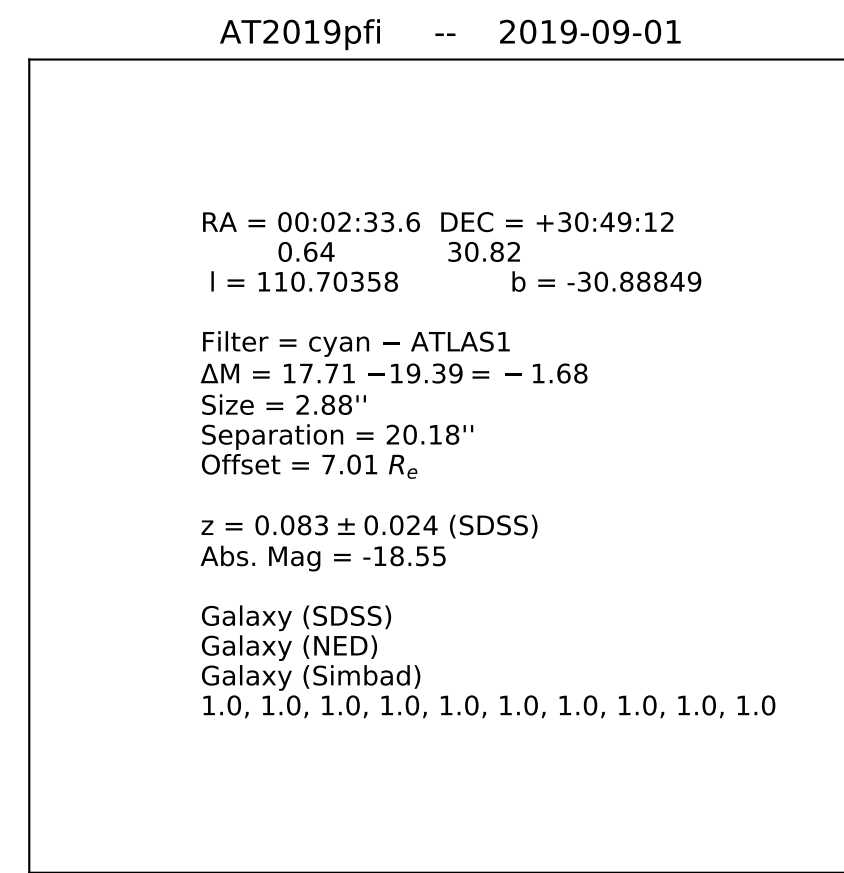 AT2019pfi -- 2019-09-01
RA = 00:02:33.6 DEC = +30:49:12
0.64 30.82
l = 110.70358 b = -30.88849
Filter = cyan − ATLAS1
ΔM = 17.71 −19.39 = − 1.68
Size = 2.88''
Separation = 20.18''
Offset = 7.01 Re
z = 0.083 ± 0.024 (SDSS)
Abs. Mag = -18.55
Galaxy (SDSS)
Galaxy (NED)
Galaxy (Simbad)
1.0, 1.0, 1.0, 1.0, 1.0, 1.0, 1.0, 1.0, 1.0, 1.0